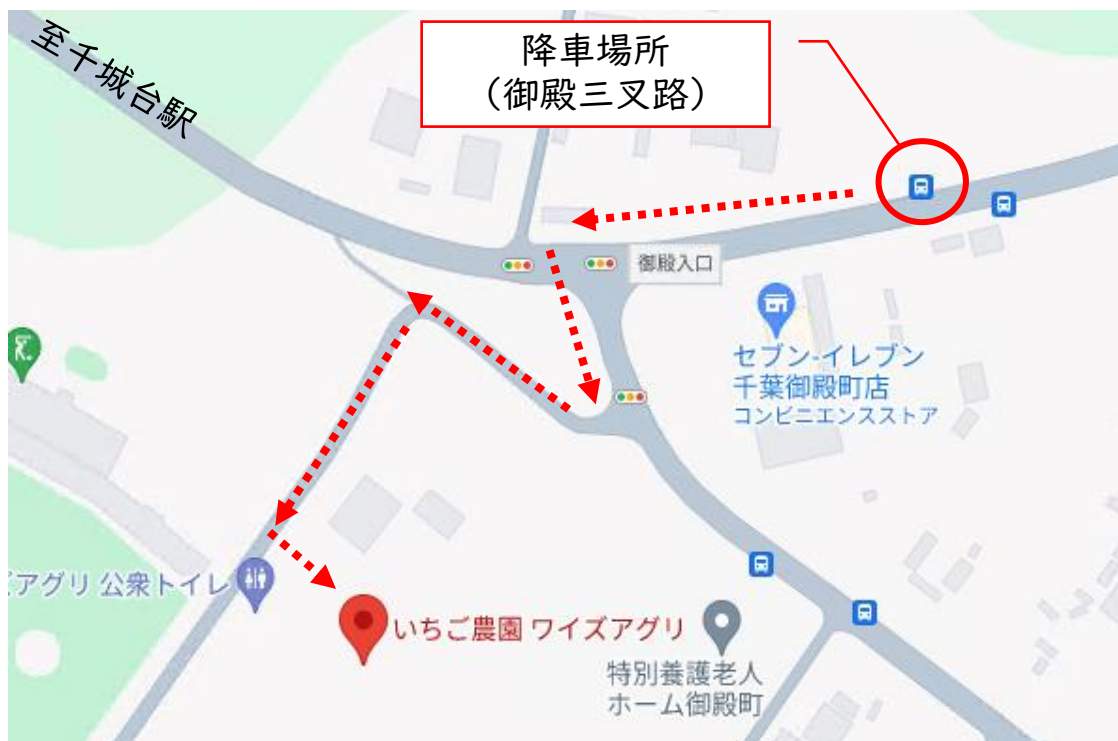 至千城台駅
降車場所
(御殿三叉路)
御殿入口
セブン-イレブン
千葉御殿町店
コンビニエンスストア
アグリ 公衆トイレ
いちご農園 ワイズアグリ
特別養護老人
ホーム御殿町